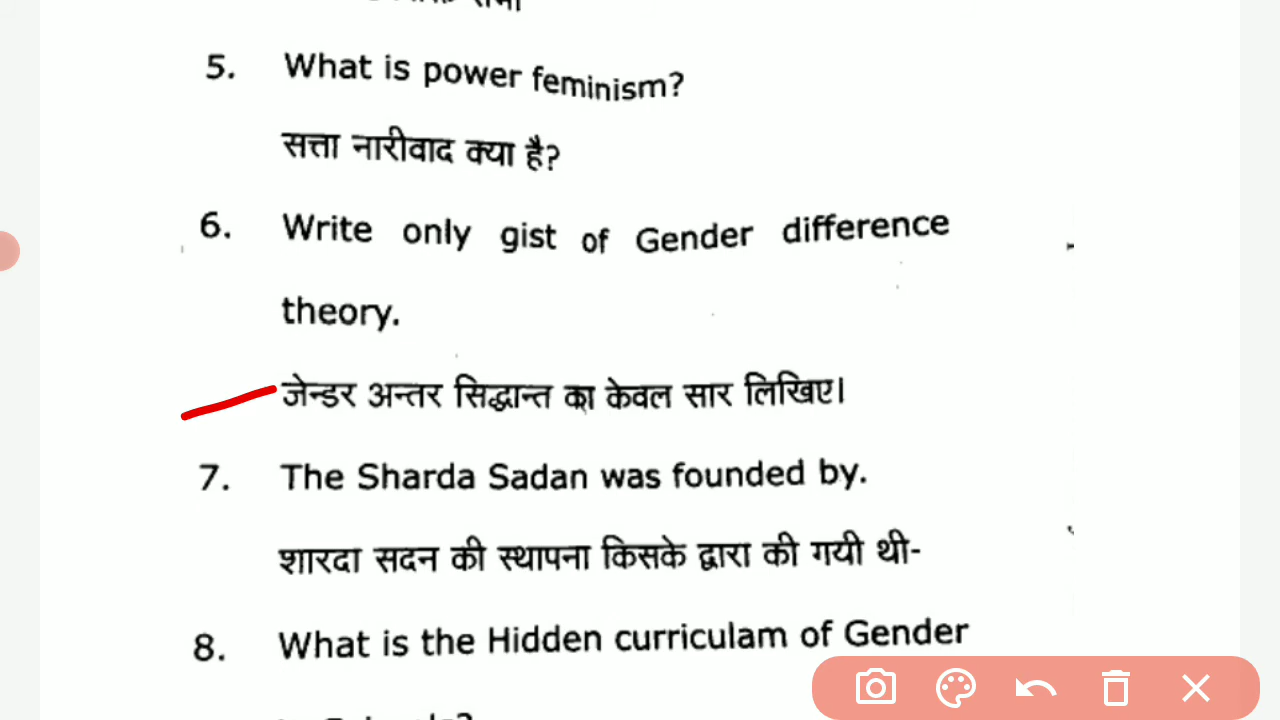 5. What is power feminism?
सत्ता नारीवाद क्या है?
6. Write only gist of Gender difference
theory.
जेन्डर अन्तर सिद्धान्त का केवल सार लिखिए।
7. The Sharda Sadan was founded by.
शारदा सदन की स्थापना किसके द्वारा की गयी थी-
8. What is the Hidden curriculam of Gender